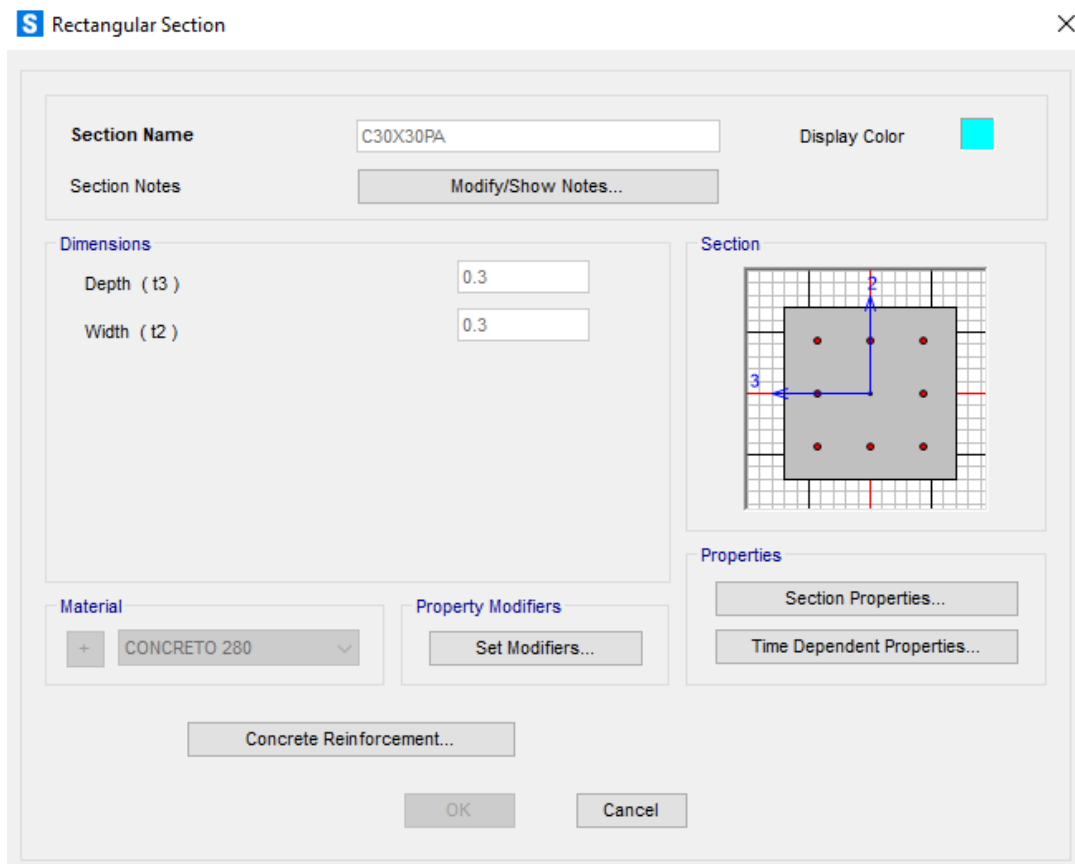 S Rectangular Section
Section Name C30X30PA Display Color
Section Notes Modify/Show Notes...
Dimensions
Depth ( t3 ) 0.3
Width ( t2 ) 0.3
Section
2
3
Properties
Section Properties...
Time Dependent Properties...
Material
+ CONCRETO 280
Property Modifiers
Set Modifiers...
Concrete Reinforcement...
OK Cancel